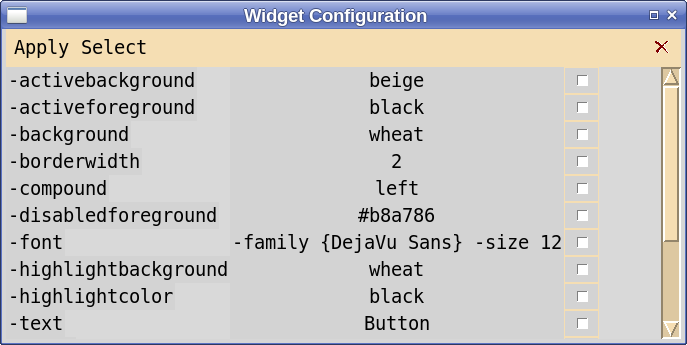 Widget Configuration
Apply Select
-activebackground beige
-activeforeground black
-background wheat
-borderwidth 2
-compound left
-disabledforeground #b8a786
-font -family {DejaVu Sans} -size 12
-highlightbackground wheat
-highlightcolor black
-text Button